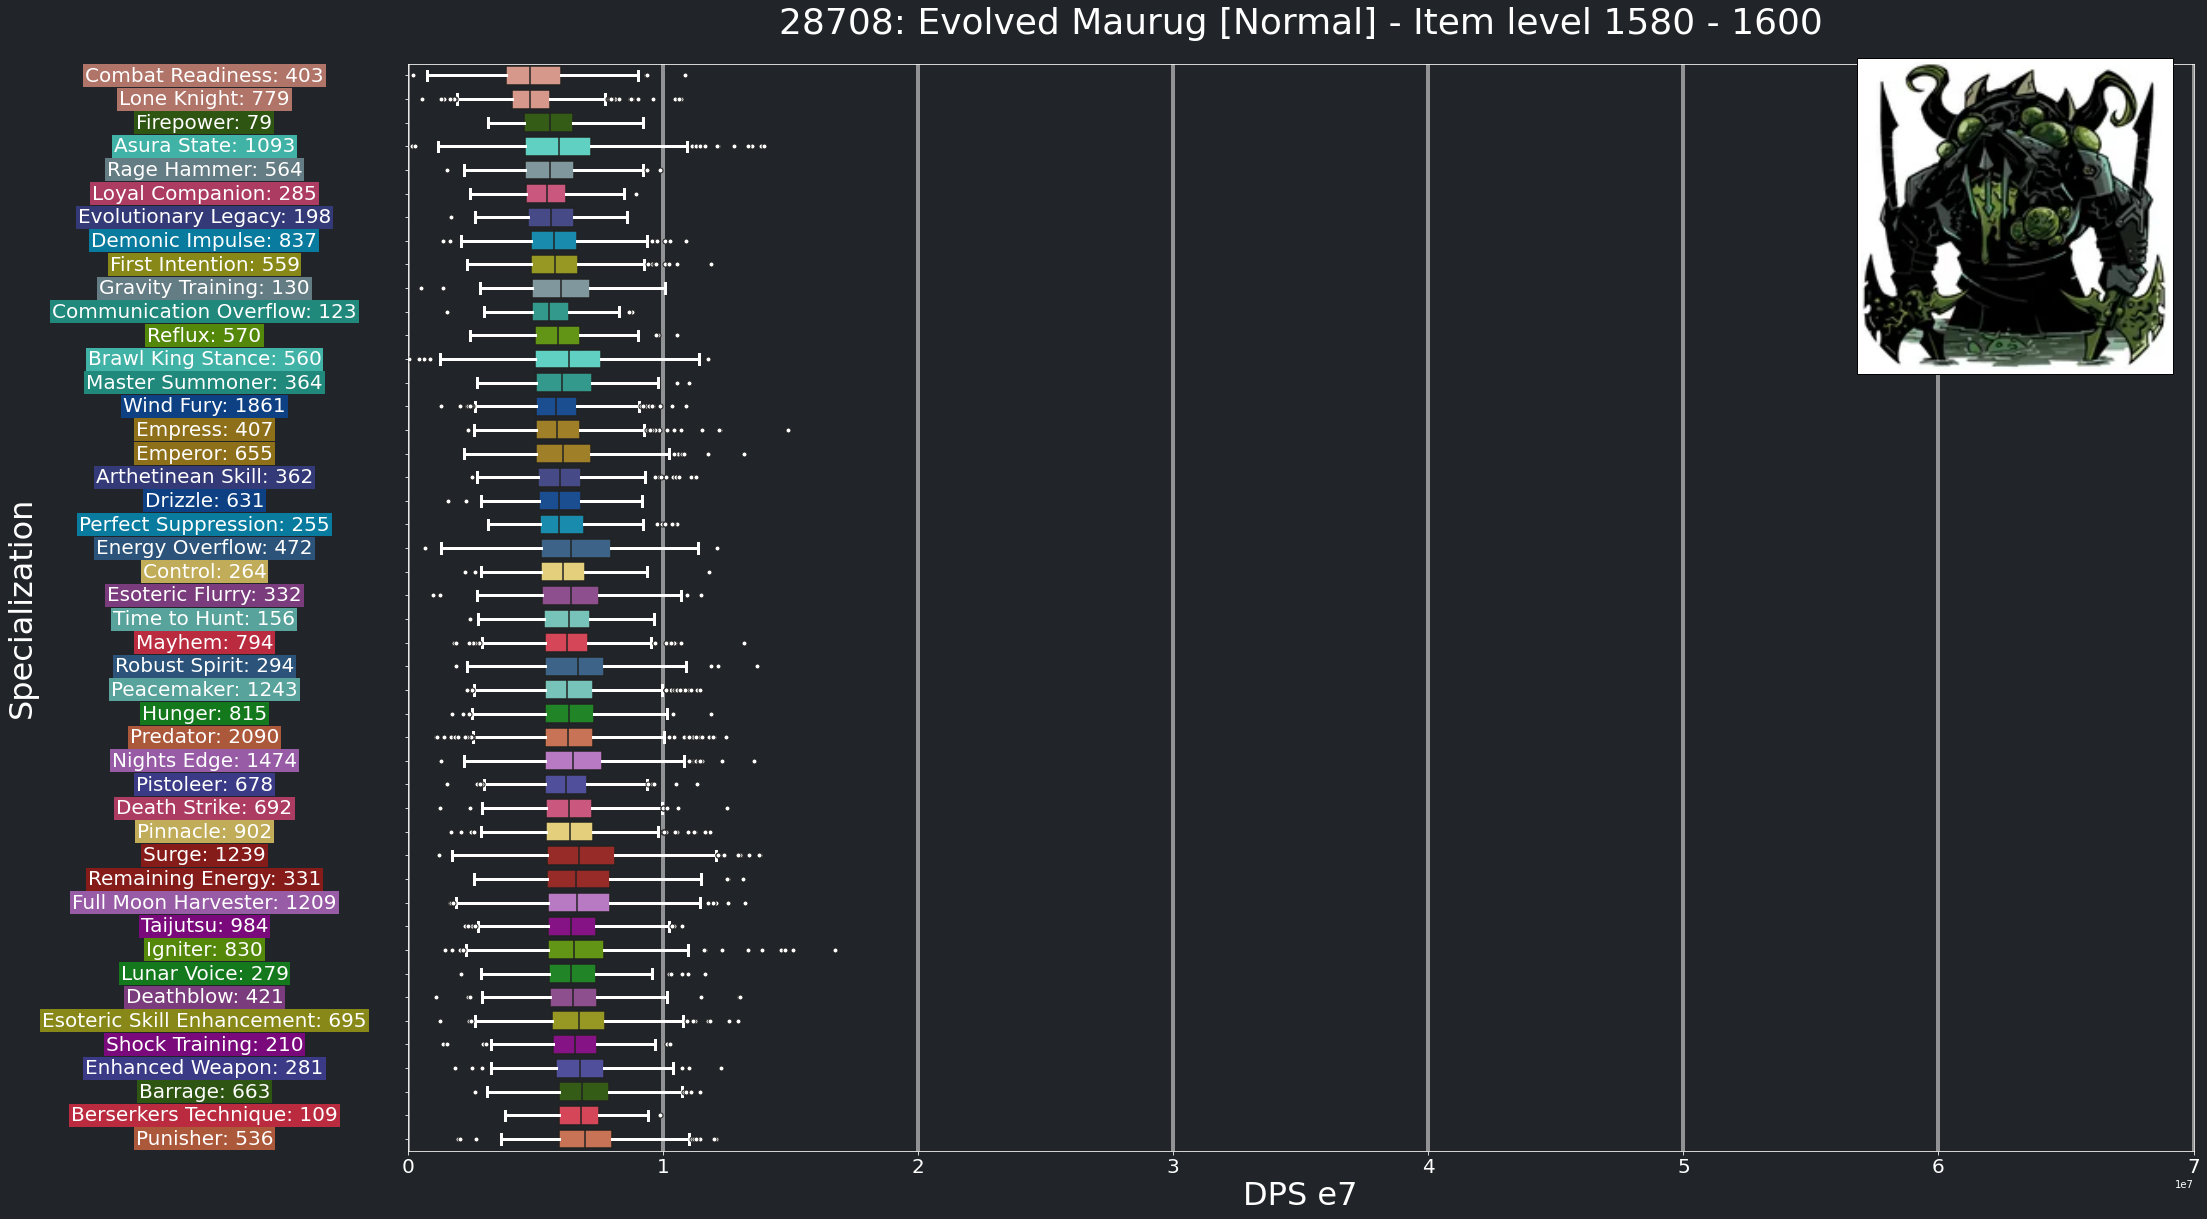 28708: Evolved Maurug [Normal] - Item level 1580 - 1600
Combat Readiness: 403
Lone Knight: 779
Firepower: 79
Asura State: 1093
Rage Hammer: 564
Loyal Companion: 285
Evolutionary Legacy: 198
Demonic Impulse: 837
First Intention: 559
Gravity Training: 130
Communication Overflow: 123
Reflux: 570
Brawl King Stance: 560
Master Summoner: 364
Wind Fury: 1861
Empress: 407
Emperor: 655
Arthetinean Skill: 362
Drizzle: 631
Perfect Suppression: 255
Energy Overflow: 472
Control: 264
Esoteric Flurry: 332
Time to Hunt: 156
Mayhem: 794
Robust Spirit: 294
Peacemaker: 1243
Hunger: 815
Predator: 2090
Nights Edge: 1474
Pistoleer: 678
Death Strike: 692
Pinnacle: 902
Surge: 1239
Remaining Energy: 331
Full Moon Harvester: 1209
Taijutsu: 984
Igniter: 830
Lunar Voice: 279
Deathblow: 421
Esoteric Skill Enhancement: 695
Shock Training: 210
Enhanced Weapon: 281
Barrage: 663
Berserkers Technique: 109
Punisher: 536
Specialization
0 1 2 3 4 5 6 7
1e7
DPS e7